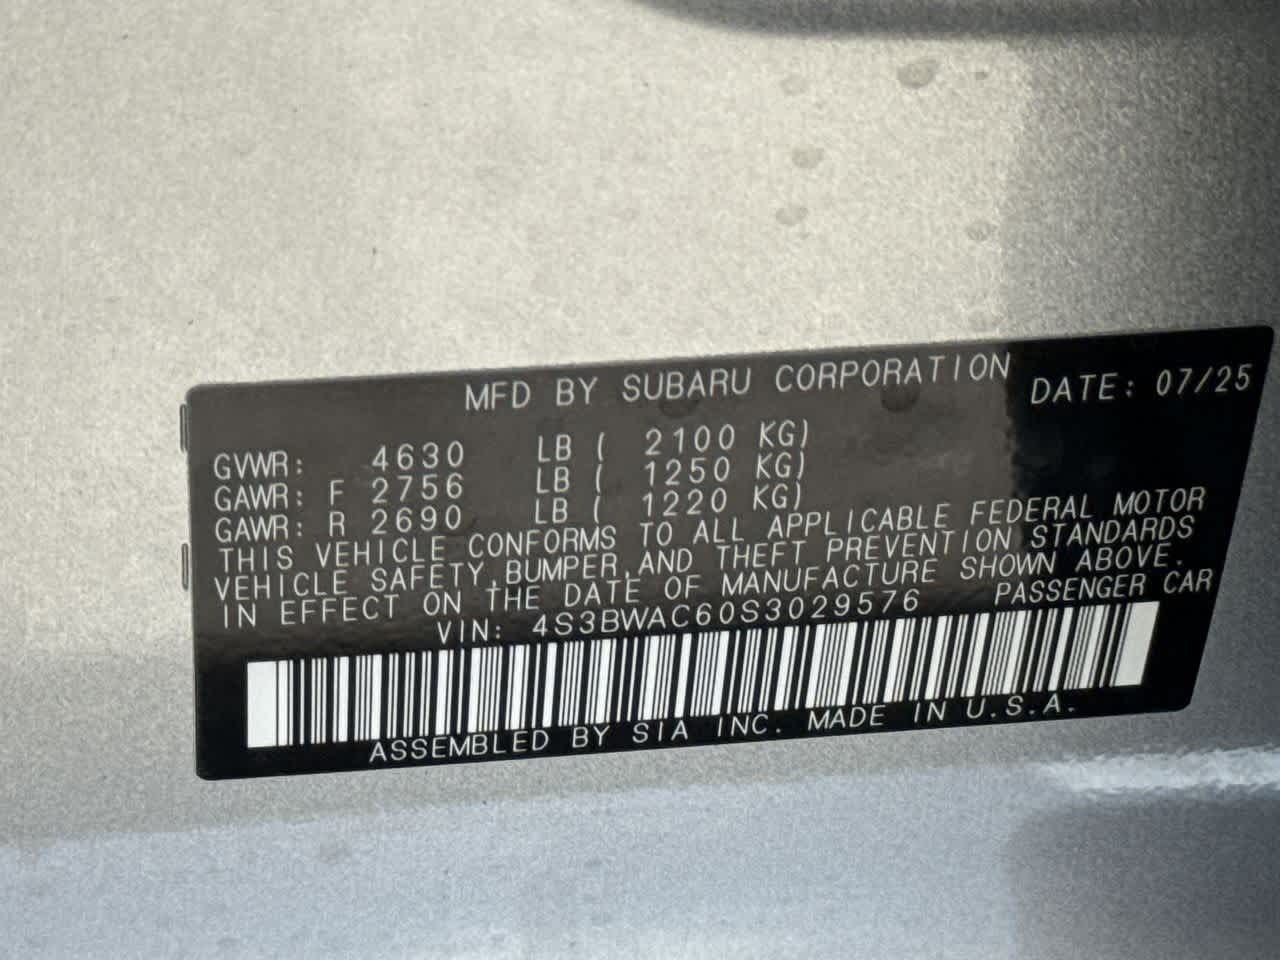 MFD BY SUBARU CORPORATION DATE: 07/25
GVWR: 4630 LB ( 2100 KG)
GAWR: F 2756 LB ( 1250 KG)
GAWR: R 2690 LB ( 1220 KG)
THIS VEHICLE CONFORMS TO ALL APPLICABLE FEDERAL MOTOR
VEHICLE SAFETY,BUMPER,AND THEFT PREVENTION STANDARDS
IN EFFECT ON THE DATE OF MANUFACTURE SHOWN ABOVE.
VIN: 4S3BWAC60S3029576 PASSENGER CAR
ASSEMBLED BY SIA INC. MADE IN U.S.A.